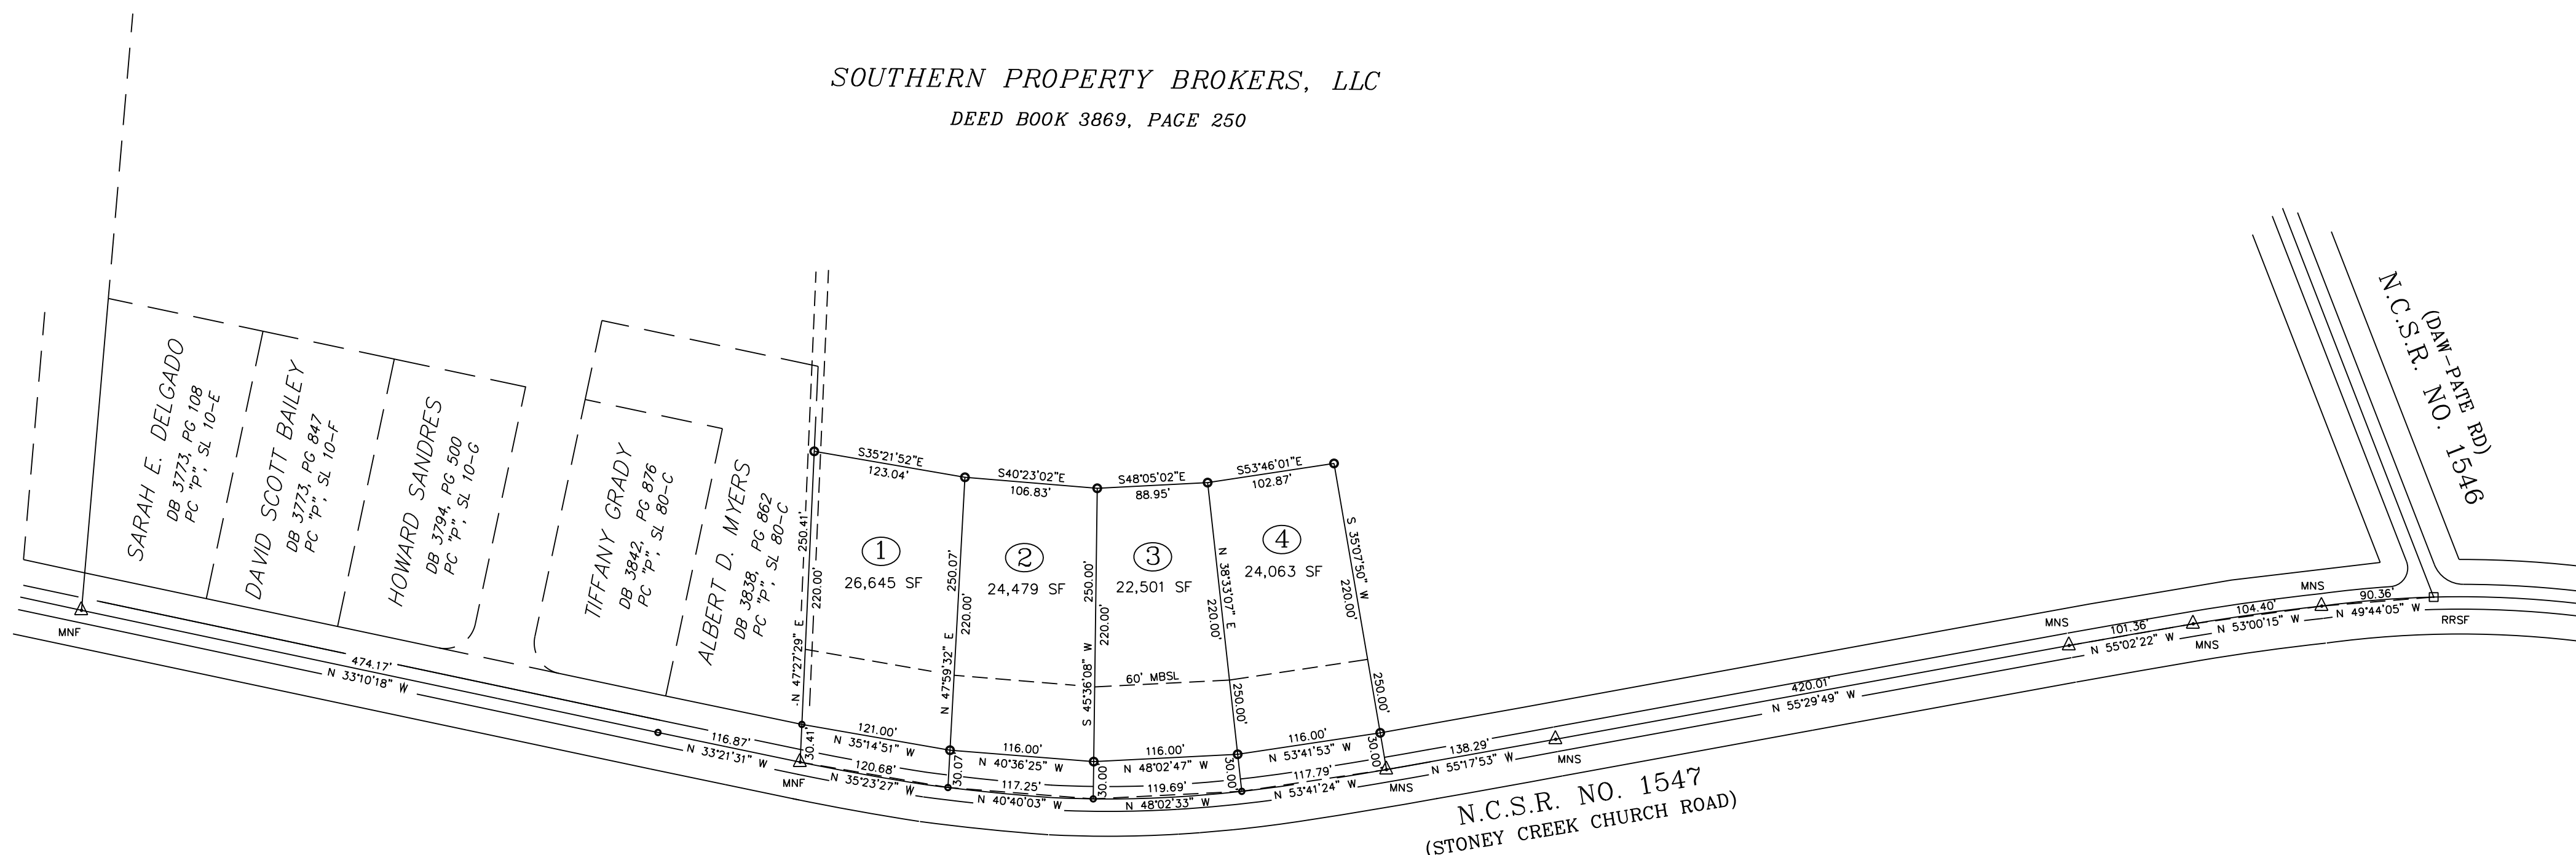 SOUTHERN PROPERTY BROKERS, LLC
DEED BOOK 3869, PAGE 250
SARAH E. DELGADO
DB 3773, PG 108
PC "P", SL 10-E
DAVID SCOTT BAILEY
DB 3773, PG 847
PC "P", SL 10-F
HOWARD SANDRES
DB 3794, PG 500
PC "P", SL 10-G
TIFFANY GRADY
DB 3842, PG 876
PC "P", SL 80-C
ALBERT D. MYERS
DB 3838, PG 862
PC "P", SL 80-C
S35°21'52"E
123.04'
S40°23'02"E
106.83'
S48°05'02"E
88.95'
S53°46'01"E
102.87'
N 47°27'29" E
250.41'
220.00'
1
26,645 SF
N 47°59'32" E
250.07'
220.00'
2
24,479 SF
S 45°36'08" W
250.00'
220.00'
3
22,501 SF
N 38°33'07" E
220.00'
250.00'
4
24,063 SF
S 35°07'50" W
220.00'
250.00'
60' MBSL
121.00'
N 35°14'51" W
116.00'
N 40°36'25" W
116.00'
N 48°02'47" W
116.00'
N 53°41'53" W
30.41'
30.07'
30.00'
30.00'
30.00'
MNF
474.17'
N 33°10'18" W
116.87'
N 33°21'31" W
MNF
120.68'
N 35°23'27" W
117.25'
N 40°40'03" W
119.69'
N 48°02'33" W
117.79'
N 53°41'24" W
MNS
138.29'
N 55°17'53" W
MNS
420.01'
N 55°29'49" W
MNS
101.36'
N 55°02'22" W
MNS
104.40'
N 53°00'15" W
MNS
90.36'
N 49°44'05" W
RRSF
N.C.S.R. NO. 1547
(STONEY CREEK CHURCH ROAD)
(DAW-PATE RD)
N.C.S.R. NO. 1546